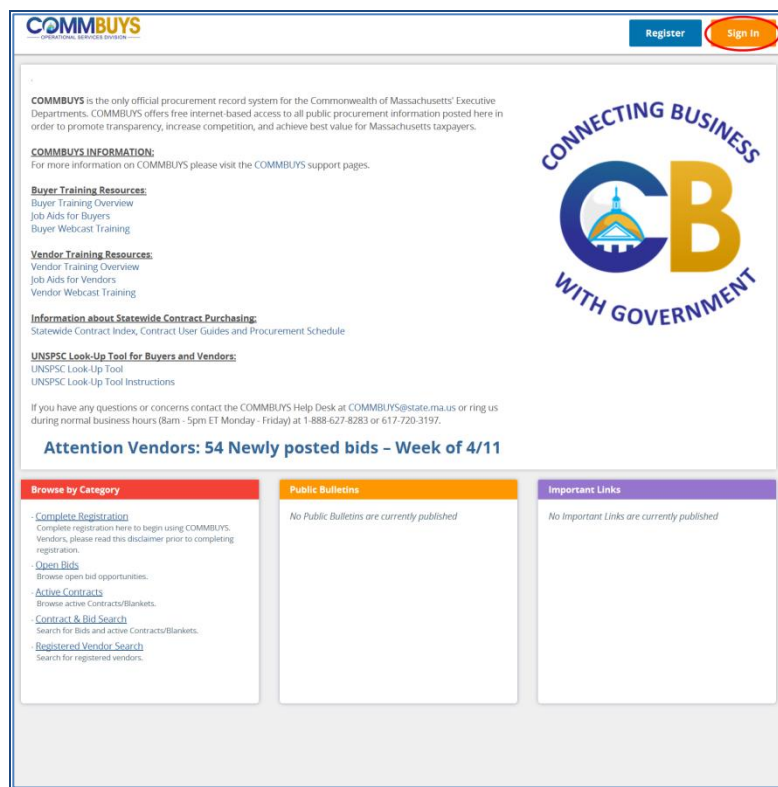 COMMBUYS
OPERATIONAL SERVICES DIVISION
Register
Sign In
COMMBUYS is the only official procurement record system for the Commonwealth of Massachusetts' Executive
Departments. COMMBUYS offers free internet-based access to all public procurement information posted here in
order to promote transparency, increase competition, and achieve best value for Massachusetts taxpayers.
COMMBUYS INFORMATION:
For more information on COMMBUYS please visit the COMMBUYS support pages.
Buyer Training Resources:
Buyer Training Overview
Job Aids for Buyers
Buyer Webcast Training
Vendor Training Resources:
Vendor Training Overview
Job Aids for Vendors
Vendor Webcast Training
Information about Statewide Contract Purchasing:
Statewide Contract Index, Contract User Guides and Procurement Schedule
UNSPSC Look-Up Tool for Buyers and Vendors:
UNSPSC Look-Up Tool
UNSPSC Look-Up Tool Instructions
If you have any questions or concerns contact the COMMBUYS Help Desk at COMMBUYS@state.ma.us or ring us
during normal business hours (8am - 5pm ET Monday - Friday) at 1-888-627-8283 or 617-720-3197.
Attention Vendors: 54 Newly posted bids – Week of 4/11
CONNECTING BUSINESS
CB
WITH GOVERNMENT
Browse by Category
- Complete Registration
Complete registration here to begin using COMMBUYS.
Vendors, please read this disclaimer prior to completing
registration.
- Open Bids
Browse open bid opportunities.
- Active Contracts
Browse active Contracts/Blankets.
- Contract & Bid Search
Search for Bids and active Contracts/Blankets.
- Registered Vendor Search
Search for registered vendors.
Public Bulletins
No Public Bulletins are currently published
Important Links
No Important Links are currently published